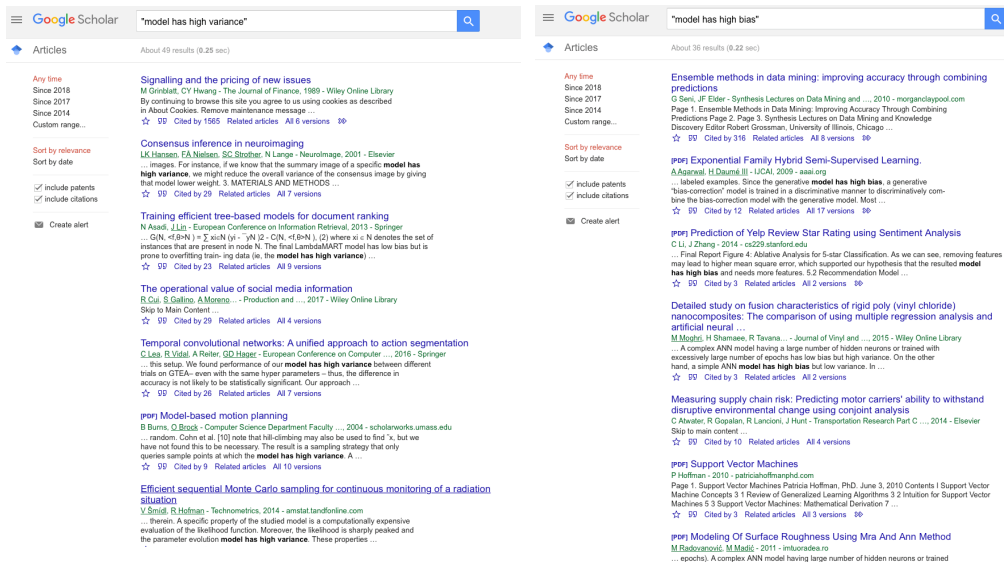 Google Scholar
"model has high variance"
Articles
About 49 results (0.25 sec)
Any time
Since 2018
Since 2017
Since 2014
Custom range...
Sort by relevance
Sort by date
include patents
include citations
Create alert
Signalling and the pricing of new issues
M Grinblatt, CY Hwang - The Journal of Finance, 1989 - Wiley Online Library
By continuing to browse this site you agree to us using cookies as described
in About Cookies. Remove maintenance message ...
Cited by 1565 Related articles All 6 versions
Consensus inference in neuroimaging
LK Hansen, FA Nielsen, SC Strother, N Lange - NeuroImage, 2001 - Elsevier
... images. For instance, if we know that the summary image of a specific model has
high variance, we might reduce the overall variance of the consensus image by giving
that model lower weight. 3. MATERIALS AND METHODS ...
Cited by 29 Related articles All 7 versions
Training efficient tree-based models for document ranking
N Asadi, J Lin - European Conference on Information Retrieval, 2013 - Springer
... G(N, <f,θ>N ) = ∑ xi∈N (yi - ¯yN )2 - C(N, <f,θ>N ), (2) where xi ∈ N denotes the set of
instances that are present in node N. The final LambdaMART model has low bias but is
prone to overfitting train- ing data (ie, the model has high variance) ...
Cited by 23 Related articles All 9 versions
The operational value of social media information
R Cui, S Gallino, A Moreno... - Production and ..., 2017 - Wiley Online Library
Skip to Main Content ...
Cited by 29 Related articles All 4 versions
Temporal convolutional networks: A unified approach to action segmentation
C Lea, R Vidal, A Reiter, GD Hager - European Conference on Computer ..., 2016 - Springer
... this setup. We found performance of our model has high variance between different
trials on GTEA– even with the same hyper parameters – thus, the difference in
accuracy is not likely to be statistically significant. Our approach ...
Cited by 26 Related articles All 7 versions
[PDF] Model-based motion planning
B Burns, O Brock - Computer Science Department Faculty ..., 2004 - scholarworks.umass.edu
... random. Cohn et al. [10] note that hill-climbing may also be used to find ˜x, but we
have not found this to be necessary. The result is a sampling strategy that only
queries sample points at which the model has high variance. A ...
Cited by 9 Related articles All 10 versions
Efficient sequential Monte Carlo sampling for continuous monitoring of a radiation
situation
V Šmídl, R Hofman - Technometrics, 2014 - amstat.tandfonline.com
... therein. A specific property of the studied model is a computationally expensive
evaluation of the likelihood function. Moreover, the likelihood is sharply peaked and
the parameter evolution model has high variance. These properties ...
Google Scholar
"model has high bias"
Articles
About 36 results (0.22 sec)
Any time
Since 2018
Since 2017
Since 2014
Custom range...
Sort by relevance
Sort by date
include patents
include citations
Create alert
Ensemble methods in data mining: improving accuracy through combining
predictions
G Seni, JF Elder - Synthesis Lectures on Data Mining and ..., 2010 - morganclaypool.com
Page 1. Ensemble Methods in Data Mining: Improving Accuracy Through Combining
Predictions Page 2. Page 3. Synthesis Lectures on Data Mining and Knowledge
Discovery Editor Robert Grossman, University of Illinois, Chicago ...
Cited by 316 Related articles All 8 versions
[PDF] Exponential Family Hybrid Semi-Supervised Learning.
A Agarwal, H Daumé III - IJCAI, 2009 - aaai.org
... labeled examples. Since the generative model has high bias, a generative
"bias-correction" model is trained in a discriminative manner to discriminatively com-
bine the bias-correction model with the generative model. Most ...
Cited by 12 Related articles All 17 versions
[PDF] Prediction of Yelp Review Star Rating using Sentiment Analysis
C Li, J Zhang - 2014 - cs229.stanford.edu
... Final Report Figure 4: Ablative Analysis for 5-star Classification. As we can see, removing features
may lead to higher mean square error, which supported our hypothesis that the resulted model
has high bias and needs more features. 5.2 Recommendation Model ...
Cited by 3 Related articles All 2 versions
Detailed study on fusion characteristics of rigid poly (vinyl chloride)
nanocomposites: The comparison of using multiple regression analysis and
artificial neural ...
M Moghri, H Shamaee, R Tavana... - Journal of Vinyl and ..., 2015 - Wiley Online Library
... A complex ANN model having a large number of hidden neurons or trained with
excessively large number of epochs has low bias but high variance. On the other
hand, a simple ANN model has high bias but low variance. In ...
Cited by 3 Related articles All 2 versions
Measuring supply chain risk: Predicting motor carriers' ability to withstand
disruptive environmental change using conjoint analysis
C Atwater, R Gopalan, R Lancioni, J Hunt - Transportation Research Part C ..., 2014 - Elsevier
Skip to main content ...
Cited by 10 Related articles All 4 versions
[PDF] Support Vector Machines
P Hoffman - 2010 - patriciahoffmanphd.com
Page 1. Support Vector Machines Patricia Hoffman, PhD. June 3, 2010 Contents I Support Vector
Machine Concepts 3 1 Review of Generalized Learning Algorithms 3 2 Intuition for Support Vector
Machines 5 3 Support Vector Machines: Mathematical Derivation 7 ...
Cited by 3 Related articles All 3 versions
[PDF] Modeling Of Surface Roughness Using Mra And Ann Method
M Radovanović, M Madić - 2011 - imtuoradea.ro
... epochs). A complex ANN model having large number of hidden neurons or trained